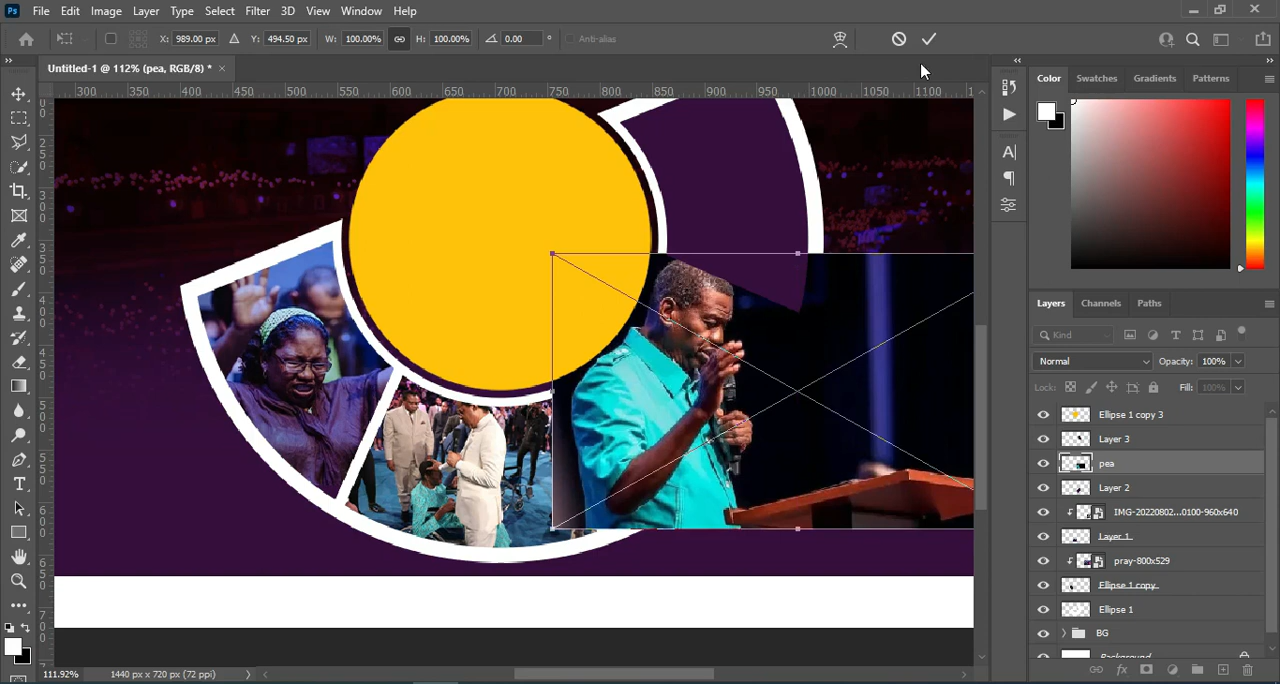 Ps File Edit Image Layer Type Select Filter 3D View Window Help
X: 989.00 px Y: 494.50 px W: 100.00% H: 100.00% 0.00 ° Anti-alias
Untitled-1 @ 112% (pea, RGB/8) * ×
300 350 400 450 500 550 600 650 700 750 800 850 900 950 1000 1050 1100
Color Swatches Gradients Patterns
Layers Channels Paths
Kind
Normal Opacity: 100%
Lock: Fill: 100%
Ellipse 1 copy 3
Layer 3
pea
Layer 2
IMG-20220802...0100-960x640
Layer 1
pray-800x529
Ellipse 1 copy
Ellipse 1
BG
Background
111.92% 1440 px x 720 px (72 ppi)